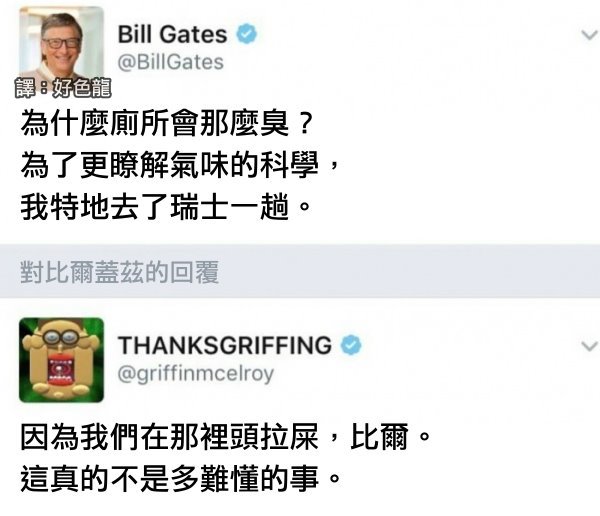 Bill Gates
@BillGates
譯：好色龍
為什麼廁所會那麼臭？
為了更瞭解氣味的科學，
我特地去了瑞士一趟。
對比爾蓋茲的回覆
THANKSGRIFFING
@griffinmcelroy
因為我們在那裡頭拉屎，比爾。
這真的不是多難懂的事。